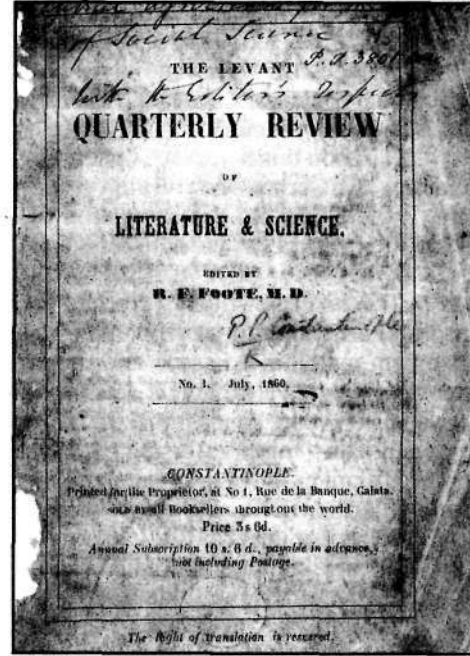 of Social Science
P. P. 3801
THE LEVANT
With the Editor's respects
QUARTERLY REVIEW
OF
LITERATURE & SCIENCE.
EDITED BY
R. F. FOOTE, M. D.
P. P. Constantinople
No. 1. July, 1860.
CONSTANTINOPLE.
Printed for the Proprietor, at No 1, Rue de la Banque, Galata.
SOLD by all Booksellers throughout the world.
Price 3 s 6d.
Annual Subscription 10 s. 6 d., payable in advance,
not including Postage.
The Right of translation is reserved.